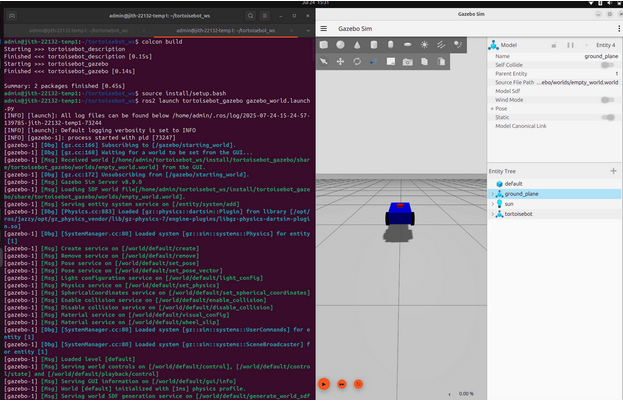 Jul 24 15:31
admin@jith-22132-temp1: ~/tortoisebot_ws
admin@jith-22132-temp1: ~/tortoisebot_ws
admin@jith-22132-temp1: ~/tortoisebot_ws
admin@jith-22132-temp1:~/tortoisebot_ws$ colcon build
Starting >>> tortoisebot_description
Finished <<< tortoisebot_description [0.15s]
Starting >>> tortoisebot_gazebo
Finished <<< tortoisebot_gazebo [0.14s]
Summary: 2 packages finished [0.45s]
admin@jith-22132-temp1:~/tortoisebot_ws$ source install/setup.bash
admin@jith-22132-temp1:~/tortoisebot_ws$ ros2 launch tortoisebot_gazebo gazebo_world.launch
.py
[INFO] [launch]: All log files can be found below /home/admin/.ros/log/2025-07-24-15-24-57-
139785-jith-22132-temp1-73244
[INFO] [launch]: Default logging verbosity is set to INFO
[INFO] [gazebo-1]: process started with pid [73247]
[gazebo-1] [Dbg] [gz.cc:166] Subscribing to [/gazebo/starting_world].
[gazebo-1] [Dbg] [gz.cc:168] Waiting for a world to be set from the GUI...
[gazebo-1] [Msg] Received world [/home/admin/tortoisebot_ws/install/tortoisebot_gazebo/shar
e/tortoisebot_gazebo/worlds/empty_world.world] from the GUI.
[gazebo-1] [Dbg] [gz.cc:172] Unsubscribing from [/gazebo/starting_world].
[gazebo-1] [Msg] Gazebo Sim Server v8.9.0
[gazebo-1] [Msg] Loading SDF world file[/home/admin/tortoisebot_ws/install/tortoisebot_gaz
ebo/share/tortoisebot_gazebo/worlds/empty_world.world].
[gazebo-1] [Msg] Serving entity system service on [/entity/system/add]
[gazebo-1] [Dbg] [Physics.cc:883] Loaded [gz::physics::dartsim::Plugin] from library [/opt/
ros/jazzy/opt/gz_physics_vendor/lib/gz-physics-7/engine-plugins/libgz-physics-dartsim-plug
in.so]
[gazebo-1] [Dbg] [SystemManager.cc:80] Loaded system [gz::sim::systems::Physics] for entity
[1]
[gazebo-1] [Msg] Create service on [/world/default/create]
[gazebo-1] [Msg] Remove service on [/world/default/remove]
[gazebo-1] [Msg] Pose service on [/world/default/set_pose]
[gazebo-1] [Msg] Pose service on [/world/default/set_pose_vector]
[gazebo-1] [Msg] Light configuration service on [/world/default/light_config]
[gazebo-1] [Msg] Physics service on [/world/default/set_physics]
[gazebo-1] [Msg] SphericalCoordinates service on [/world/default/set_spherical_coordinates]
[gazebo-1] [Msg] Enable collision service on [/world/default/enable_collision]
[gazebo-1] [Msg] Disable collision service on [/world/default/disable_collision]
[gazebo-1] [Msg] Material service on [/world/default/visual_config]
[gazebo-1] [Msg] Material service on [/world/default/wheel_slip]
[gazebo-1] [Dbg] [SystemManager.cc:80] Loaded system [gz::sim::systems::UserCommands] for e
ntity [1]
[gazebo-1] [Dbg] [SystemManager.cc:80] Loaded system [gz::sim::systems::SceneBroadcaster] f
or entity [1]
[gazebo-1] [Msg] Loaded level [default]
[gazebo-1] [Msg] Serving world controls on [/world/default/control], [/world/default/contro
l/state] and [/world/default/playback/control]
[gazebo-1] [Msg] Serving GUI information on [/world/default/gui/info]
[gazebo-1] [Msg] World [default] initialized with [1ms] physics profile.
[gazebo-1] [Msg] Serving world SDF generation service on [/world/default/generate_world_sdf
Gazebo Sim
Gazebo Sim
0.00 %
Model
Entity 4
Name ground_plane
Self Collide
Parent Entity 1
Source File Path ...ebo/worlds/empty_world.world
Model Sdf
Wind Mode
Pose
Static
Model Canonical Link
Entity Tree
default
ground_plane
sun
tortoisebot